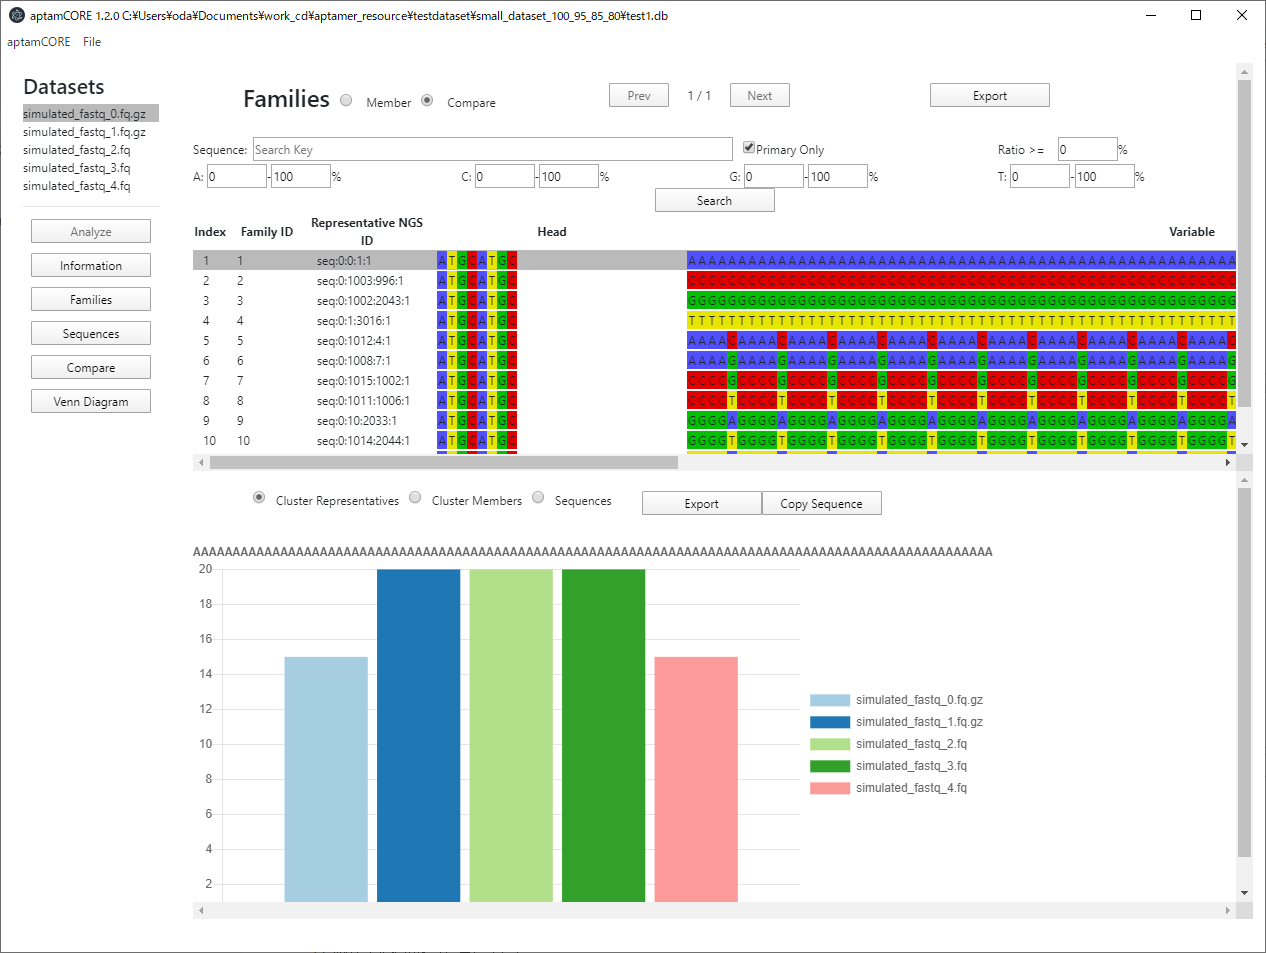 aptamCORE 1.2.0 C:¥Users¥oda¥Documents¥work_cd¥aptamer_resource¥testdataset¥small_dataset_100_95_85_80¥test1.db
aptamCORE File
Datasets
simulated_fastq_0.fq.gz
simulated_fastq_1.fq.gz
simulated_fastq_2.fq
simulated_fastq_3.fq
simulated_fastq_4.fq
Analyze
Information
Families
Sequences
Compare
Venn Diagram
Families Member Compare Prev 1 / 1 Next Export
Sequence: Search Key Primary Only Ratio >= 0 %
A: 0 - 100 % C: 0 - 100 % G: 0 - 100 % T: 0 - 100 %
Search
Index Family ID Representative NGS ID Head Variable
1 1 seq:0:0:1:1 ATGCATGC AAAAAAAAAAAAAAAAAAAAAAAAAAAAAAAAAAAAAAAAAAAAAAAAAAAAAAA
2 2 seq:0:1003:996:1 ATGCATGC CCCCCCCCCCCCCCCCCCCCCCCCCCCCCCCCCCCCCCCCCCCCCCCCCCCCCCC
3 3 seq:0:1002:2043:1 ATGCATGC GGGGGGGGGGGGGGGGGGGGGGGGGGGGGGGGGGGGGGGGGGGGGGGGGGGGGGG
4 4 seq:0:1:3016:1 ATGCATGC TTTTTTTTTTTTTTTTTTTTTTTTTTTTTTTTTTTTTTTTTTTTTTTTTTTTTTT
5 5 seq:0:1012:4:1 ATGCATGC AAAACAAAACAAAACAAAACAAAACAAAACAAAACAAAACAAAACAAAACAAAAC
6 6 seq:0:1008:7:1 ATGCATGC AAAAGAAAAGAAAAGAAAAGAAAAGAAAAGAAAAGAAAAGAAAAGAAAAGAAAAG
7 7 seq:0:1015:1002:1 ATGCATGC CCCCGCCCCGCCCCGCCCCGCCCCGCCCCGCCCCGCCCCGCCCCGCCCCGCCCCG
8 8 seq:0:1011:1006:1 ATGCATGC CCCCTCCCCTCCCCTCCCCTCCCCTCCCCTCCCCTCCCCTCCCCTCCCCTCCCCT
9 9 seq:0:10:2033:1 ATGCATGC GGGGAGGGGAGGGGAGGGGAGGGGAGGGGAGGGGAGGGGAGGGGAGGGGAGGGGA
10 10 seq:0:1014:2044:1 ATGCATGC GGGGTGGGGTGGGGTGGGGTGGGGTGGGGTGGGGTGGGGTGGGGTGGGGTGGGGT
Cluster Representatives Cluster Members Sequences Export Copy Sequence
AAAAAAAAAAAAAAAAAAAAAAAAAAAAAAAAAAAAAAAAAAAAAAAAAAAAAAAAAAAAAAAAAAAAAAAAAAAAAAAAAAAAAAAAAAAAAAAAAAAA
20
18
16
14
12
10
8
6
4
2
simulated_fastq_0.fq.gz
simulated_fastq_1.fq.gz
simulated_fastq_2.fq
simulated_fastq_3.fq
simulated_fastq_4.fq